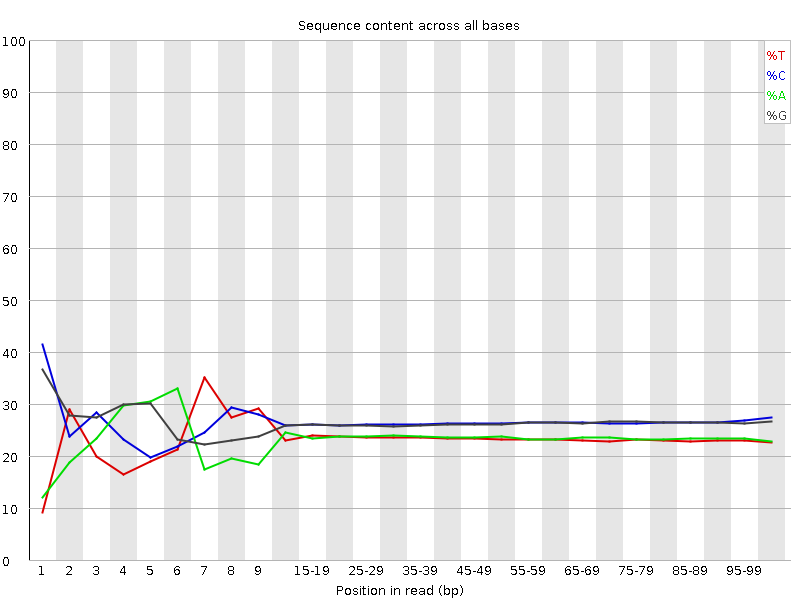 Sequence content across all bases
100
90
80
70
60
50
40
30
20
10
0
%T
%C
%A
%G
1 2 3 4 5 6 7 8 9 15-19 25-29 35-39 45-49 55-59 65-69 75-79 85-89 95-99
Position in read (bp)